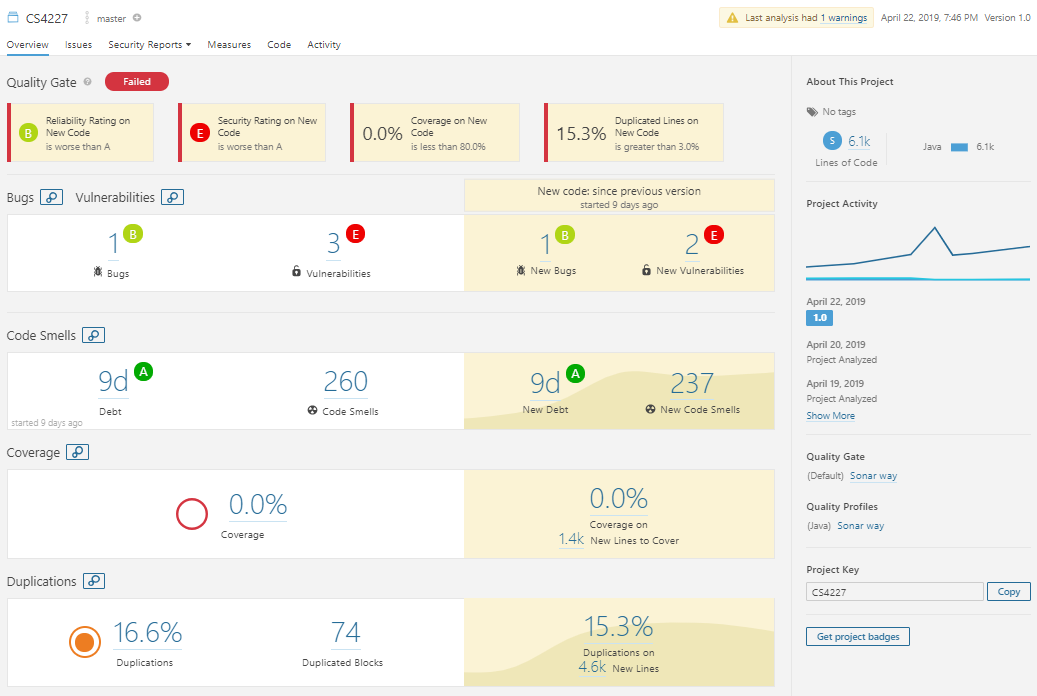 CS4227 master
Last analysis had 1 warnings April 22, 2019, 7:46 PM Version 1.0
Overview Issues Security Reports Measures Code Activity
Quality Gate ? Failed
B Reliability Rating on
New Code
is worse than A
E Security Rating on New
Code
is worse than A
0.0% Coverage on New
Code
is less than 80.0%
15.3% Duplicated Lines on
New Code
is greater than 3.0%
Bugs Vulnerabilities
New code: since previous version
started 9 days ago
1 B
Bugs
3 E
Vulnerabilities
1 B
New Bugs
2 E
New Vulnerabilities
Code Smells
9d A
Debt
started 9 days ago
260
Code Smells
9d A
New Debt
237
New Code Smells
Coverage
0.0%
Coverage
0.0%
Coverage on
1.4k New Lines to Cover
Duplications
16.6%
Duplications
74
Duplicated Blocks
15.3%
Duplications on
4.6k New Lines
About This Project
No tags
S 6.1k
Lines of Code
Java 6.1k
Project Activity
April 22, 2019
1.0
April 20, 2019
Project Analyzed
April 19, 2019
Project Analyzed
Show More
Quality Gate
(Default) Sonar way
Quality Profiles
(Java) Sonar way
Project Key
CS4227 Copy
Get project badges